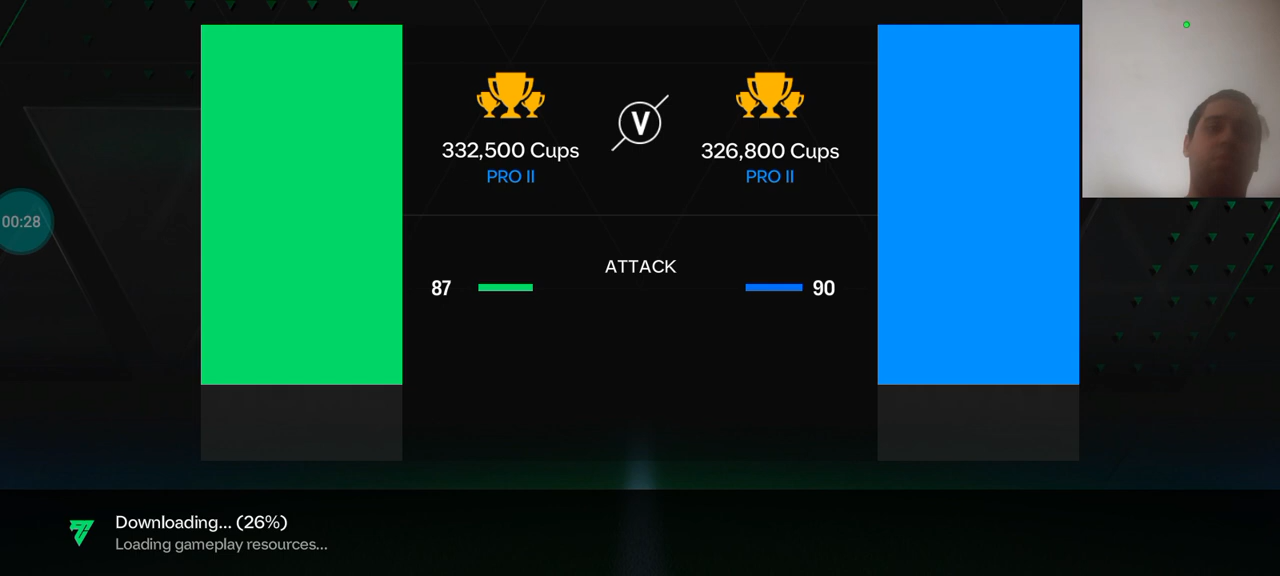 332,500 Cups
PRO II
V
326,800 Cups
PRO II
00:28
ATTACK
87
90
Downloading... (26%)
Loading gameplay resources...